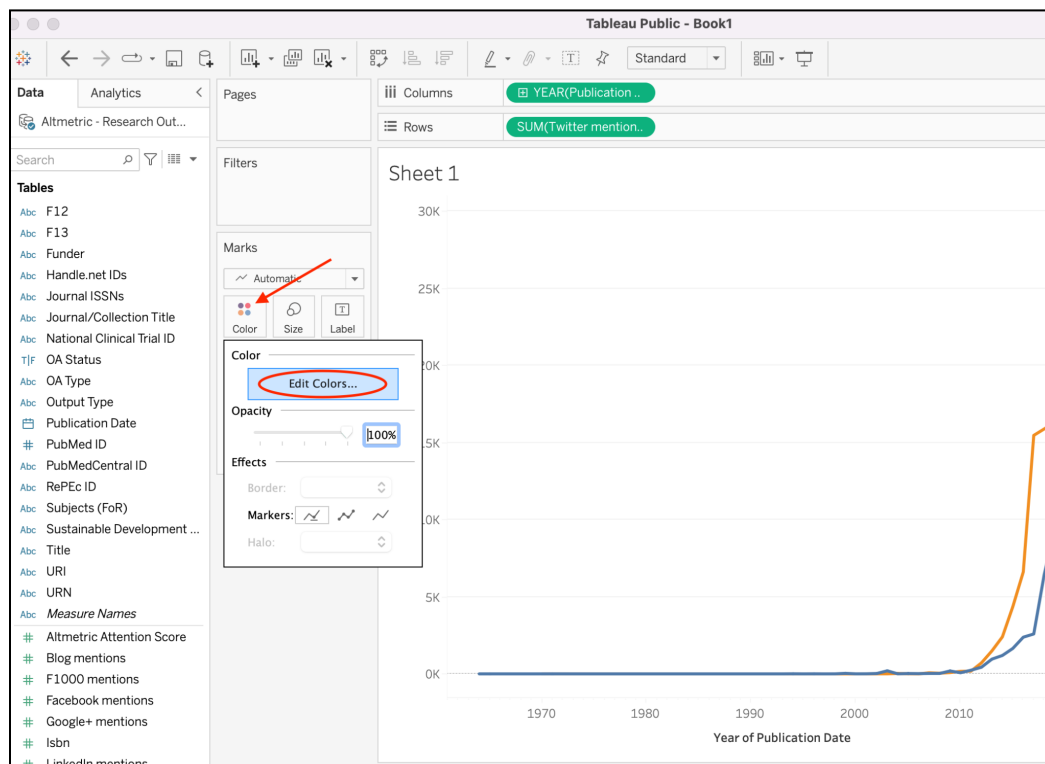 Tableau Public - Book1
Standard
Data
Analytics
Pages
Columns
YEAR(Publication ..
Altmetric - Research Out...
Rows
SUM(Twitter mention..
Search
Filters
Sheet 1
Tables
Abc F12
Abc F13
Abc Funder
Abc Handle.net IDs
Abc Journal ISSNs
Abc Journal/Collection Title
Abc National Clinical Trial ID
T|F OA Status
Abc OA Type
Abc Output Type
Publication Date
# PubMed ID
Abc PubMedCentral ID
Abc RePEc ID
Abc Subjects (FoR)
Abc Sustainable Development ...
Abc Title
Abc URI
Abc URN
Abc Measure Names
# Altmetric Attention Score
# Blog mentions
# F1000 mentions
# Facebook mentions
# Google+ mentions
# Isbn
# LinkedIn mentions
Marks
Automatic
Color
Size
T
Label
Color
Edit Colors...
Opacity
100%
Effects
Border:
Markers:
Halo:
30K
25K
20K
5K
0K
5K
0K
1970
1980
1990
2000
2010
Year of Publication Date